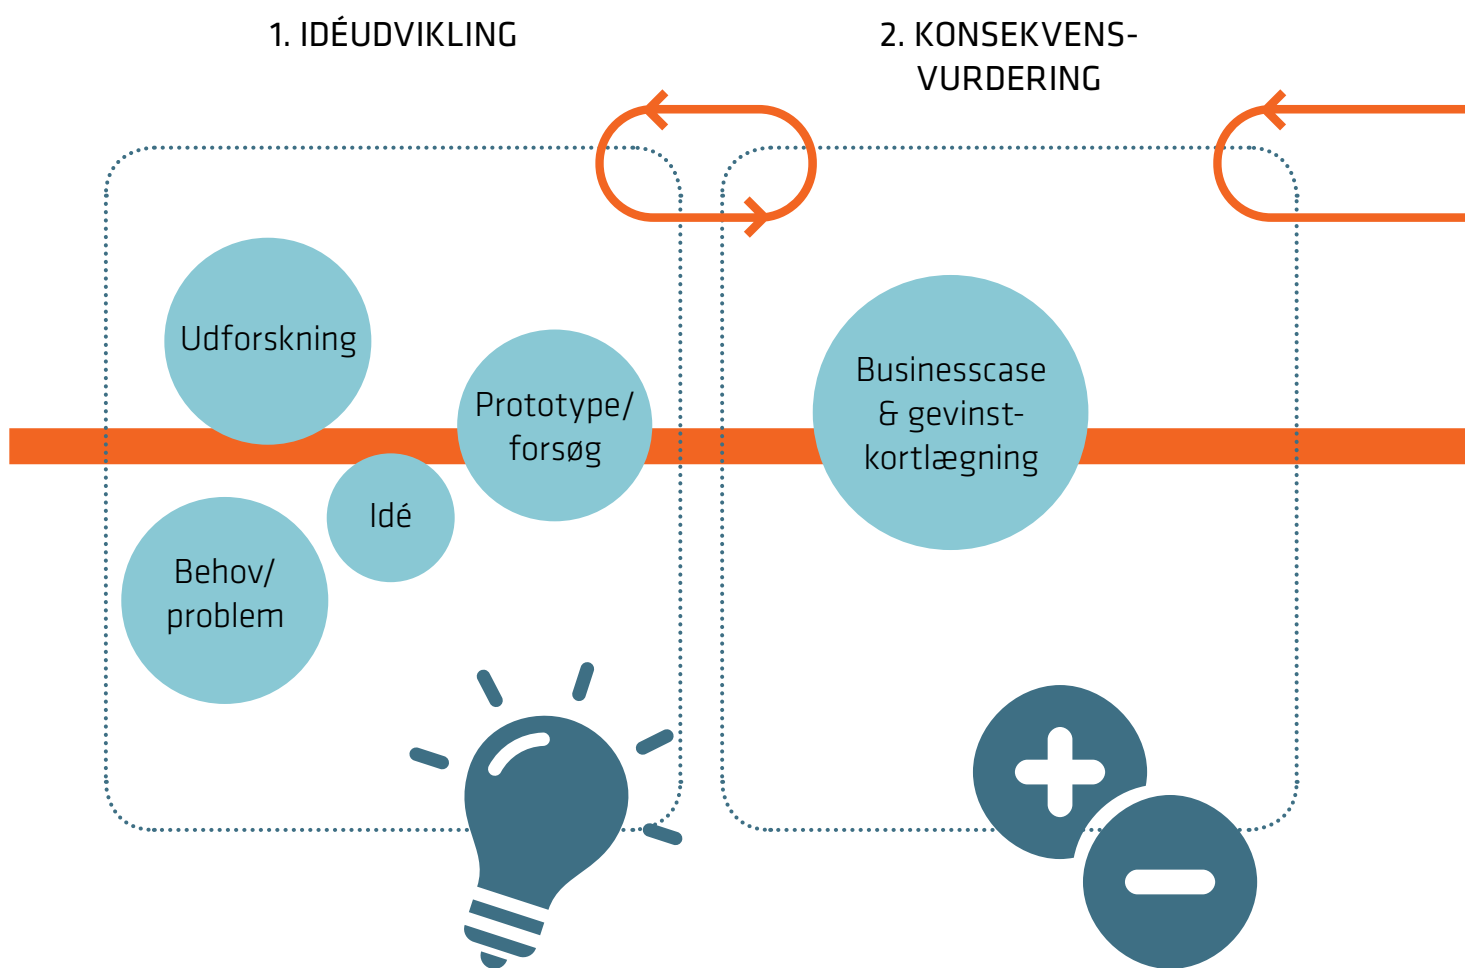 1. IDÉUDVIKLING
2. KONSEKVENS-
VURDERING
Udforskning
Prototype/
forsøg
Idé
Behov/
problem
Businesscase
& gevinst-
kortlægning